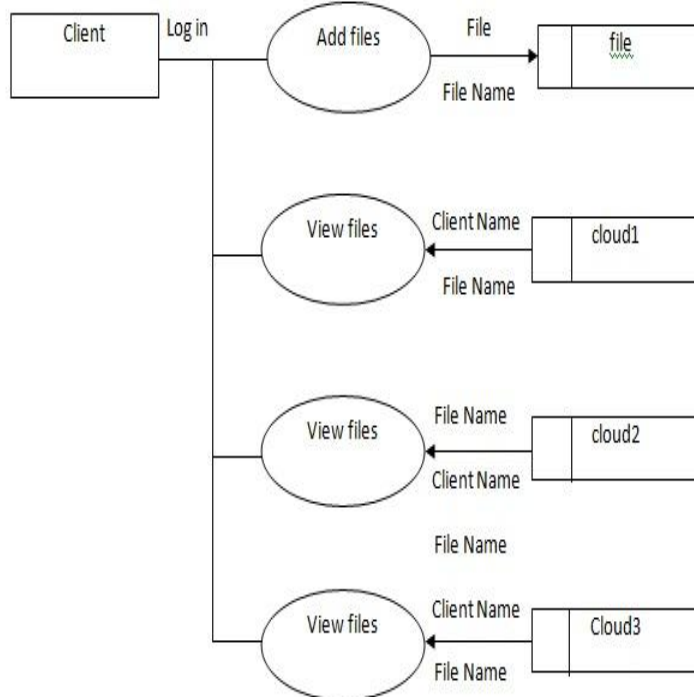 Client
Log in
Add files
File
file
File Name
View files
Client Name
cloud1
File Name
View files
File Name
cloud2
Client Name
File Name
View files
Client Name
Cloud3
File Name